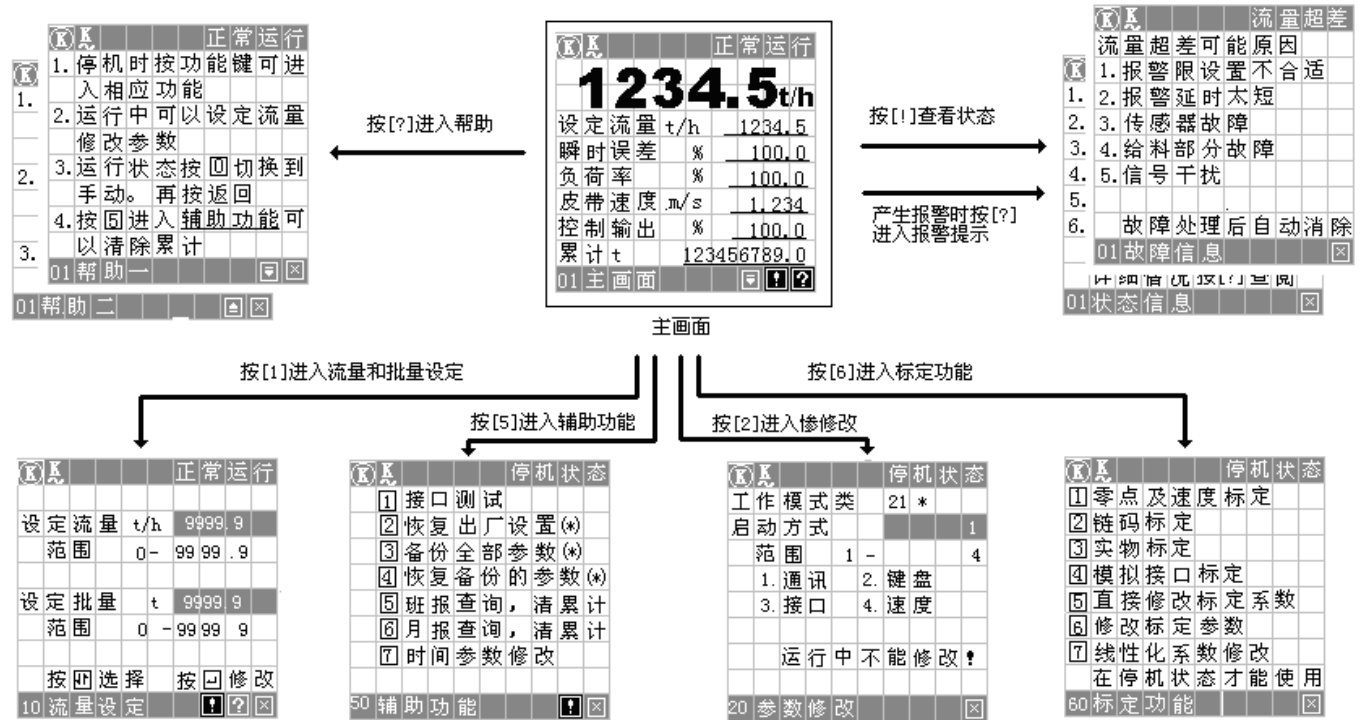 正常运行
1.停机时按功能键可进
入相应功能
2.运行中可以设定流量
修改参数
3.运行状态按0切换到
手动。再按返回
4.按5进入辅助功能可
以清除累计
01帮助一
1.
2.
3.
01帮助二
按[?]进入帮助
正常运行
1234.5t/h
设定流量 t/h 1234.5
瞬时误差 % 100.0
负荷率 % 100.0
皮带速度 m/s 1.234
控制输出 % 100.0
累计t 123456789.0
01主画面 ! ?
主画面
按[!]查看状态
产生报警时按[?]
进入报警提示
流量超差
流量超差可能原因
1.报警限设置不合适
2.报警延时太短
3.传感器故障
4.给料部分故障
5.信号干扰
故障处理后自动消除
01故障信息
1.
2.
3.
4.
5.
6.
详细情况按[!]查阅
01状态信息
按[1]进入流量和批量设定
按[5]进入辅助功能
按[2]进入惨修改
按[6]进入标定功能
正常运行
设定流量 t/h 9999.9
范围 0- 9999.9
设定批量 t 9999.9
范围 0 -9999 9
按 选择 按 修改
10流量设定 ! ?
停机状态
1 接口测试
2 恢复出厂设置(*)
3 备份全部参数(*)
4 恢复备份的参数(*)
5 班报查询，清累计
6 月报查询，清累计
7 时间参数修改
50辅助功能 !
停机状态
工作模式类 21 *
启动方式 1
范围 1 - 4
1.通讯 2.键盘
3.接口 4.速度
运行中不能修改!
20参数修改
停机状态
1 零点及速度标定
2 链码标定
3 实物标定
4 模拟接口标定
5 直接修改标定系数
6 修改标定参数
7 线性化系数修改
在停机状态才能使用
60标定功能